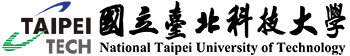 TAIPEI
TECH
國立臺北科技大學
National Taipei University of Technology